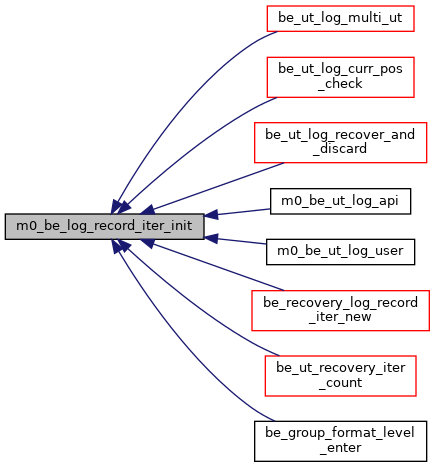 be_ut_log_multi_ut
be_ut_log_curr_pos
_check
be_ut_log_recover_and
_discard
m0_be_ut_log_api
m0_be_log_record_iter_init
m0_be_ut_log_user
be_recovery_log_record
_iter_new
be_ut_recovery_iter
_count
be_group_format_level
_enter